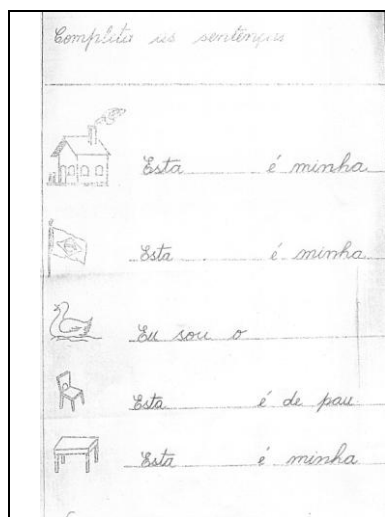 Complete as sentenças
Esta é minha
Esta é minha
Eu sou o
Esta é de pau
Esta é minha